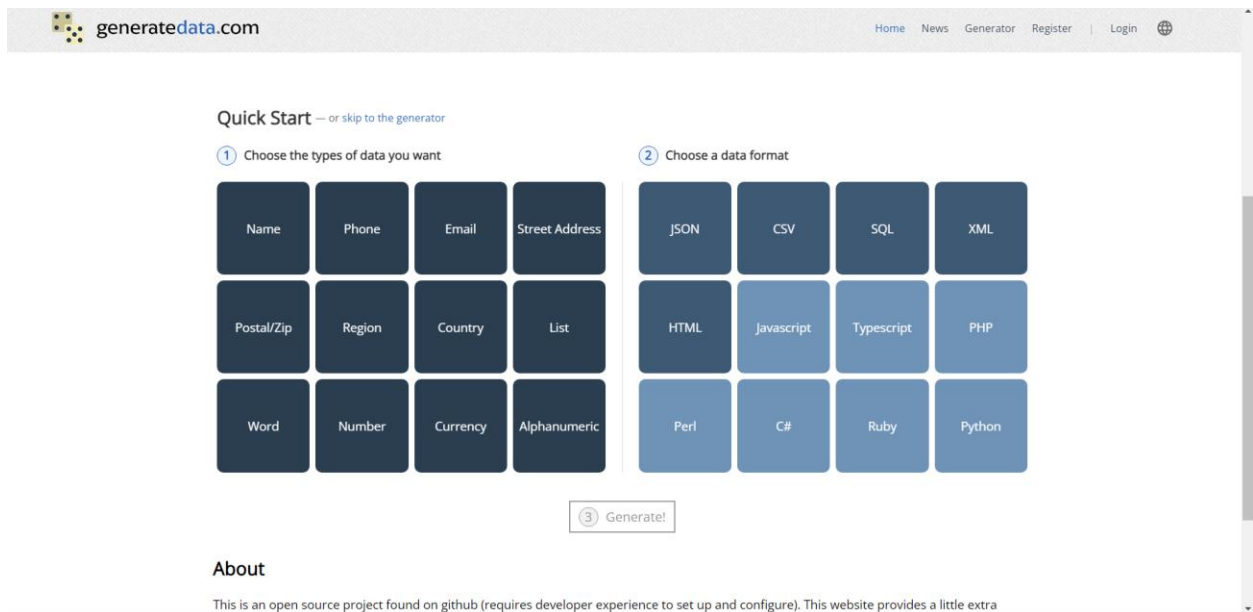 generatedata.com
Home News Generator Register | Login
Quick Start — or skip to the generator
1 Choose the types of data you want
2 Choose a data format
Name Phone Email Street Address
JSON CSV SQL XML
Postal/Zip Region Country List
HTML Javascript Typescript PHP
Word Number Currency Alphanumeric
Perl C# Ruby Python
3 Generate!
About
This is an open source project found on github (requires developer experience to set up and configure). This website provides a little extra